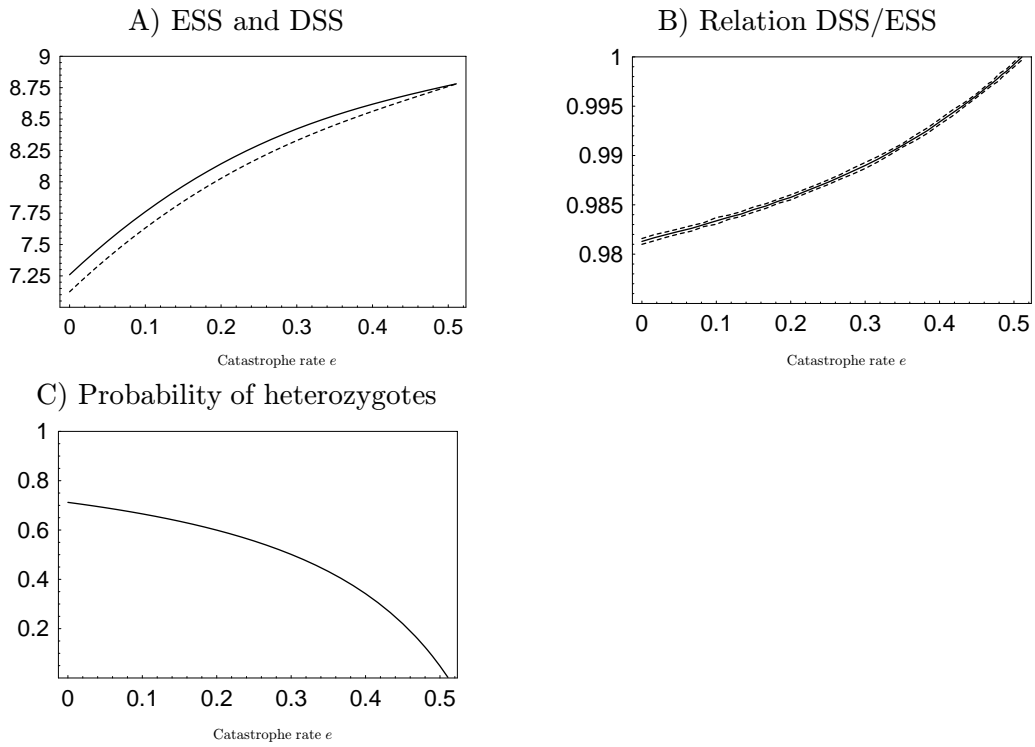 A) ESS and DSS
9
8.75
8.5
8.25
8
7.75
7.5
7.25
0 0.1 0.2 0.3 0.4 0.5
Catastrophe rate e
B) Relation DSS/ESS
1
0.995
0.99
0.985
0.98
0 0.1 0.2 0.3 0.4 0.5
Catastrophe rate e
C) Probability of heterozygotes
1
0.8
0.6
0.4
0.2
0 0.1 0.2 0.3 0.4 0.5
Catastrophe rate e